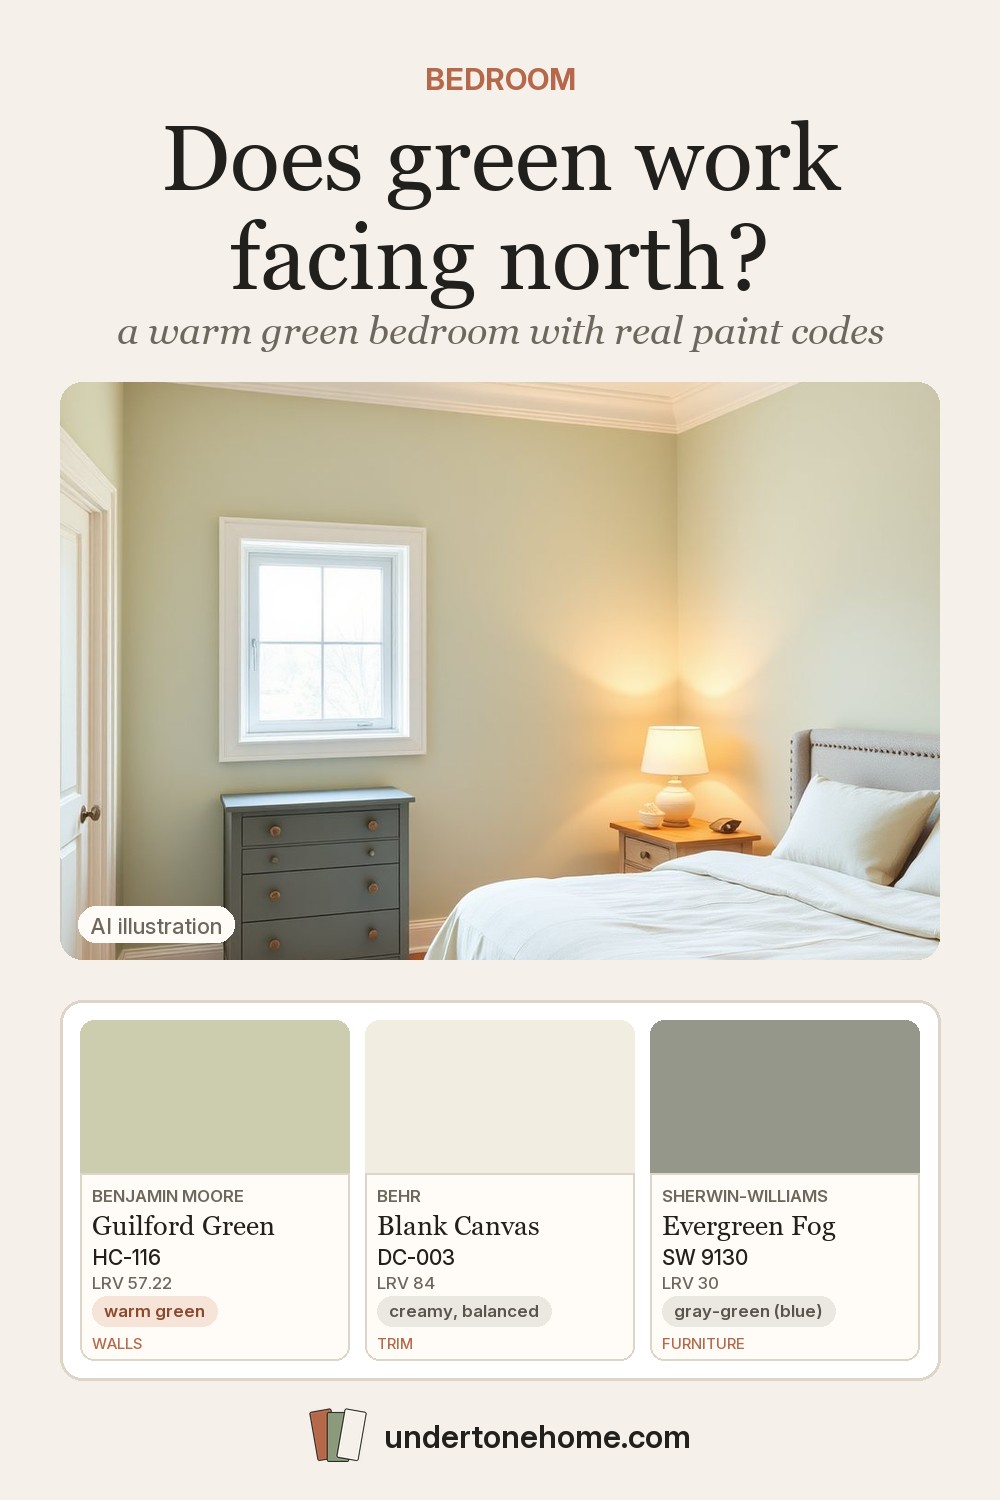 BEDROOM
Does green work
facing north?
a warm green bedroom with real paint codes
AI illustration
BENJAMIN MOORE
Guilford Green
HC-116
LRV 57.22
warm green
WALLS
BEHR
Blank Canvas
DC-003
LRV 84
creamy, balanced
TRIM
SHERWIN-WILLIAMS
Evergreen Fog
SW 9130
LRV 30
gray-green (blue)
FURNITURE
undertonehome.com